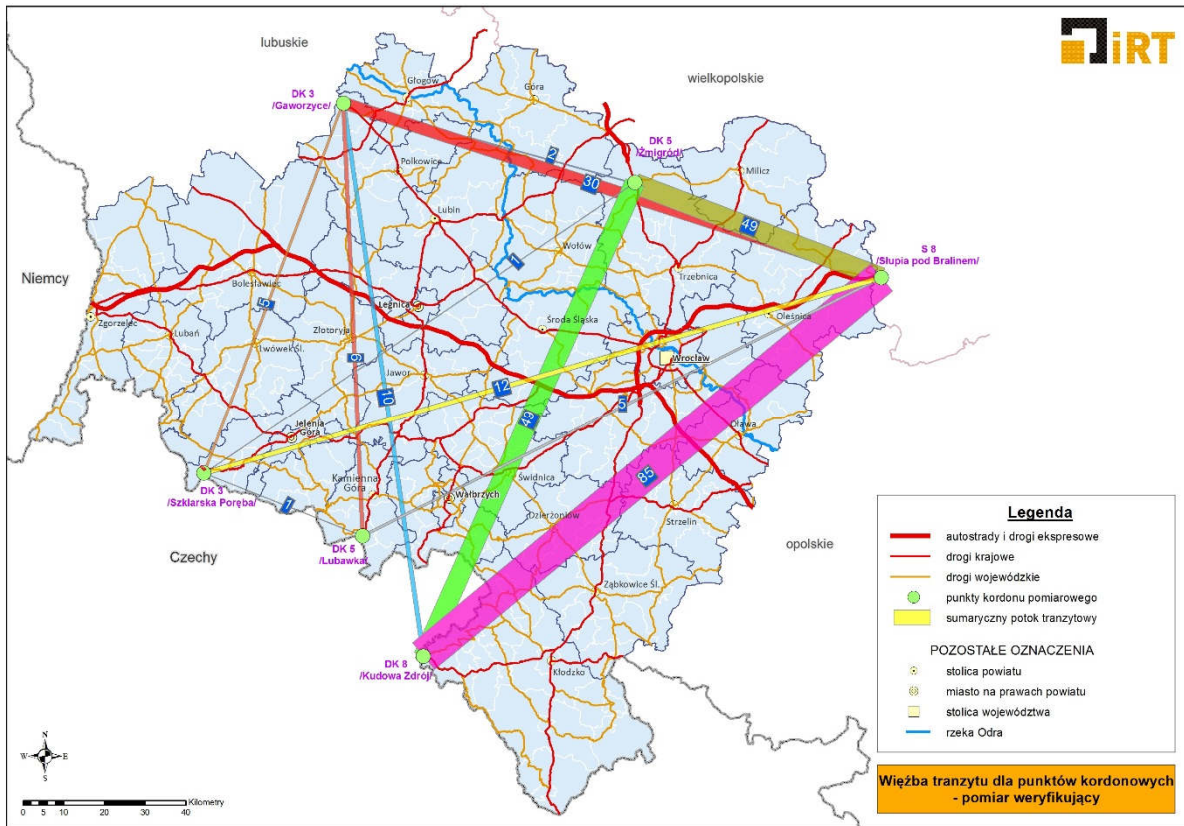 lubuskie
wielkopolskie
iRT
DK 3
/Gaworzyce/
Głogów
Góra
DK 5
/Żmigród/
2
30
Milicz
Polkowice
Lubin
49
S 8
/Słupia pod Bralinem/
Wołów
1
Trzebnica
Niemcy
Bolesławiec
5
Legnica
Zgorzelec
Złotoryja
Środa Śląska
Oleśnica
Lubań
Lwówek Śl.
9
Wrocław
Jawor
12
10
5
49
Oława
Jelenia
Góra
Kamienna
Góra
Świdnica
85
DK 3
/Szklarska Poręba/
1
Wałbrzych
Dzierżoniów
Strzelin
DK 5
/Lubawka/
opolskie
Czechy
Ząbkowice Śl.
DK 8
/Kudowa Zdrój/
Kłodzko
N
W
E
S
Kilometry
0 5 10 20 30 40
Legenda
autostrady i drogi ekspresowe
drogi krajowe
drogi wojewódzkie
punkty kordonu pomiarowego
sumaryczny potok tranzytowy
POZOSTAŁE OZNACZENIA
stolica powiatu
miasto na prawach powiatu
stolica województwa
rzeka Odra
Więźba tranzytu dla punktów kordonowych
- pomiar weryfikujący